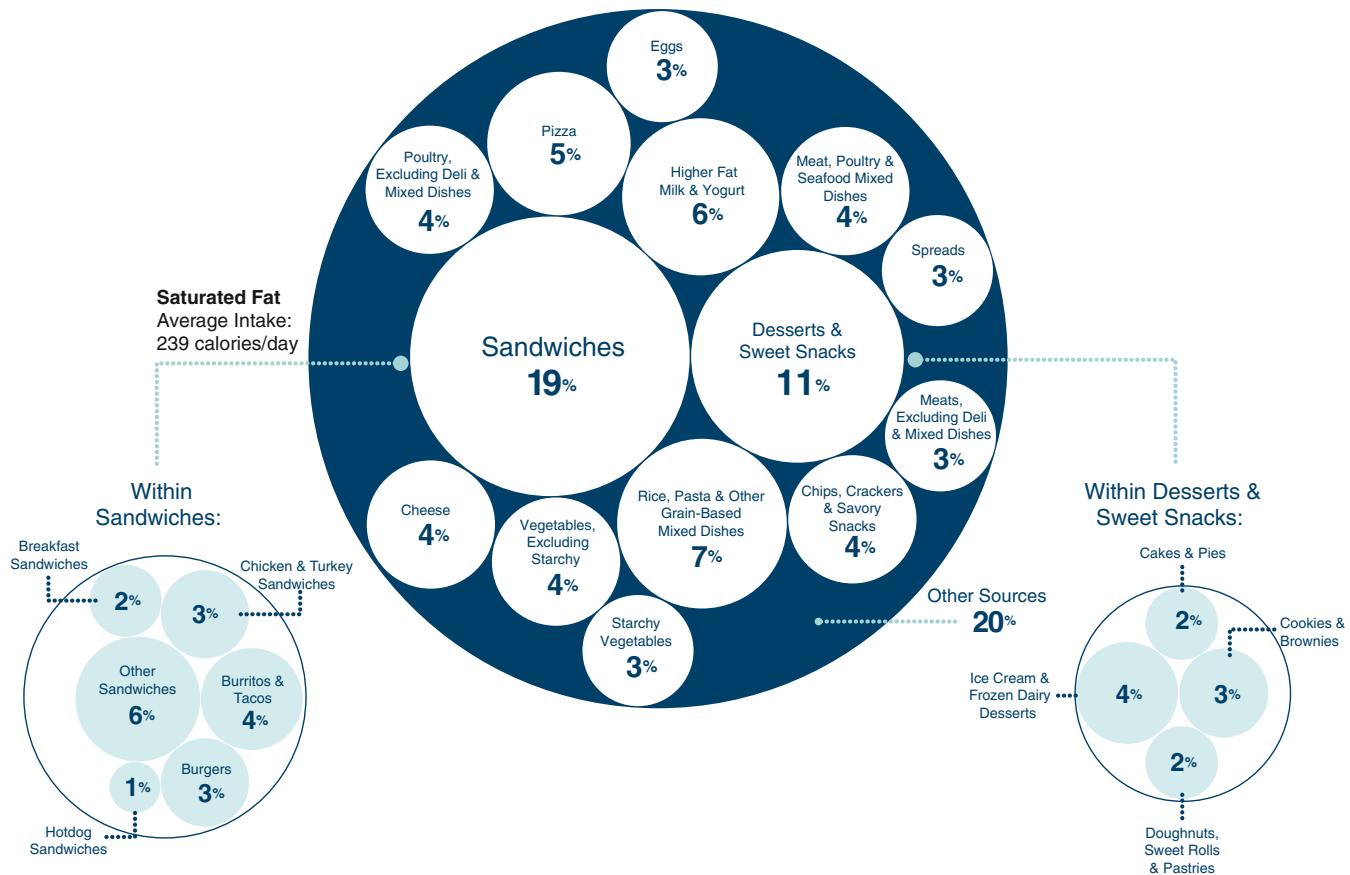 Eggs
3%
Pizza
5%
Poultry,
Excluding Deli &
Mixed Dishes
4%
Higher Fat
Milk & Yogurt
6%
Meat, Poultry &
Seafood Mixed
Dishes
4%
Spreads
3%
Saturated Fat
Average Intake:
239 calories/day
Sandwiches
19%
Desserts &
Sweet Snacks
11%
Meats,
Excluding Deli
& Mixed Dishes
3%
Cheese
4%
Vegetables,
Excluding
Starchy
4%
Rice, Pasta & Other
Grain-Based
Mixed Dishes
7%
Chips, Crackers
& Savory
Snacks
4%
Starchy
Vegetables
3%
Other Sources
20%
Within
Sandwiches:
Breakfast
Sandwiches
2%
Chicken & Turkey
Sandwiches
3%
Other
Sandwiches
6%
Burritos &
Tacos
4%
Burgers
3%
1%
Hotdog
Sandwiches
Within Desserts &
Sweet Snacks:
Cakes & Pies
2%
Cookies &
Brownies
3%
Ice Cream &
Frozen Dairy
Desserts
4%
2%
Doughnuts,
Sweet Rolls
& Pastries